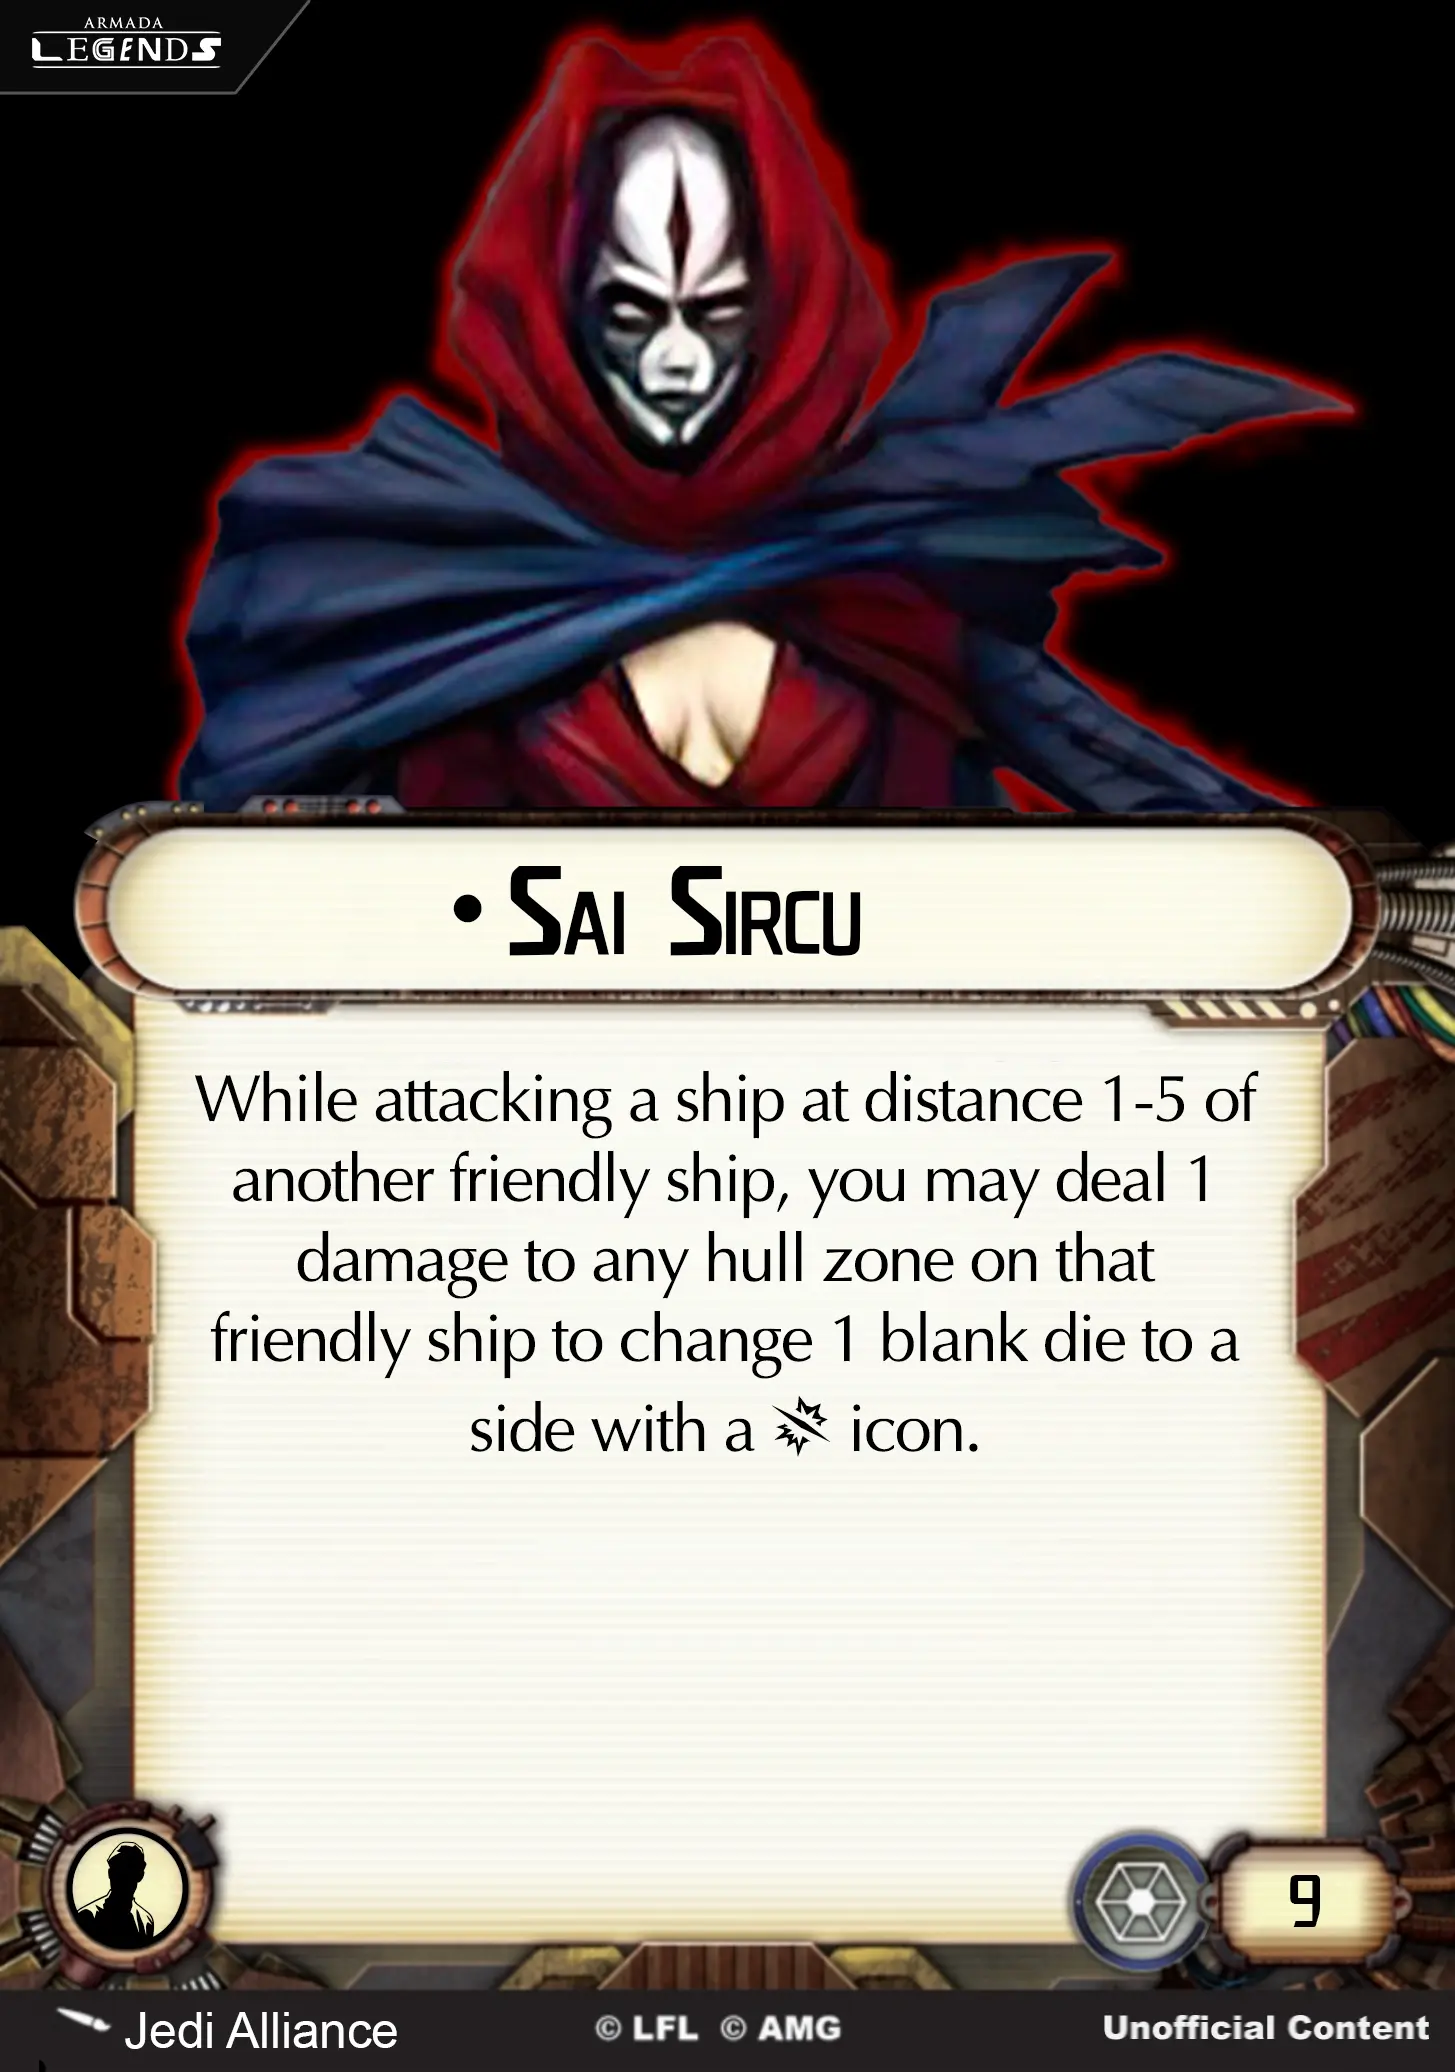 ARMADA
LEGENDS
• SAI SIRCU
While attacking a ship at distance 1-5 of
another friendly ship, you may deal 1
damage to any hull zone on that
friendly ship to change 1 blank die to a
side with a icon.
9
Jedi Alliance © LFL © AMG Unofficial Content